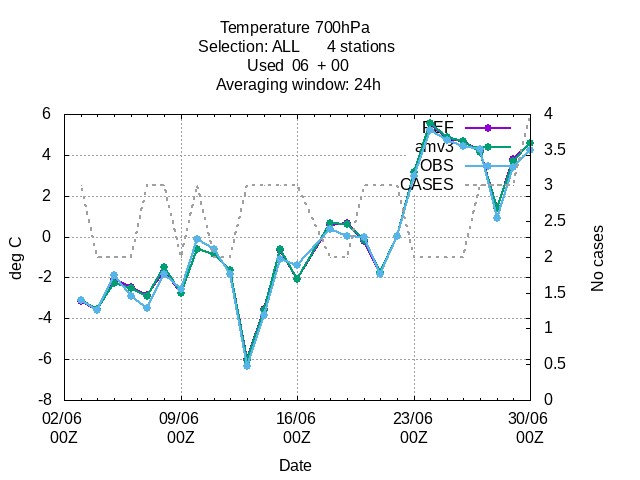 Temperature 700hPa
Selection: ALL 4 stations
Used 06 + 00
Averaging window: 24h
deg C
6
4
2
0
-2
-4
-6
-8
REF
amv3
OBS
CASES
4
3.5
3
2.5
2
1.5
1
0.5
0
No cases
02/06 09/06 16/06 23/06 30/06
00Z 00Z 00Z 00Z 00Z
Date